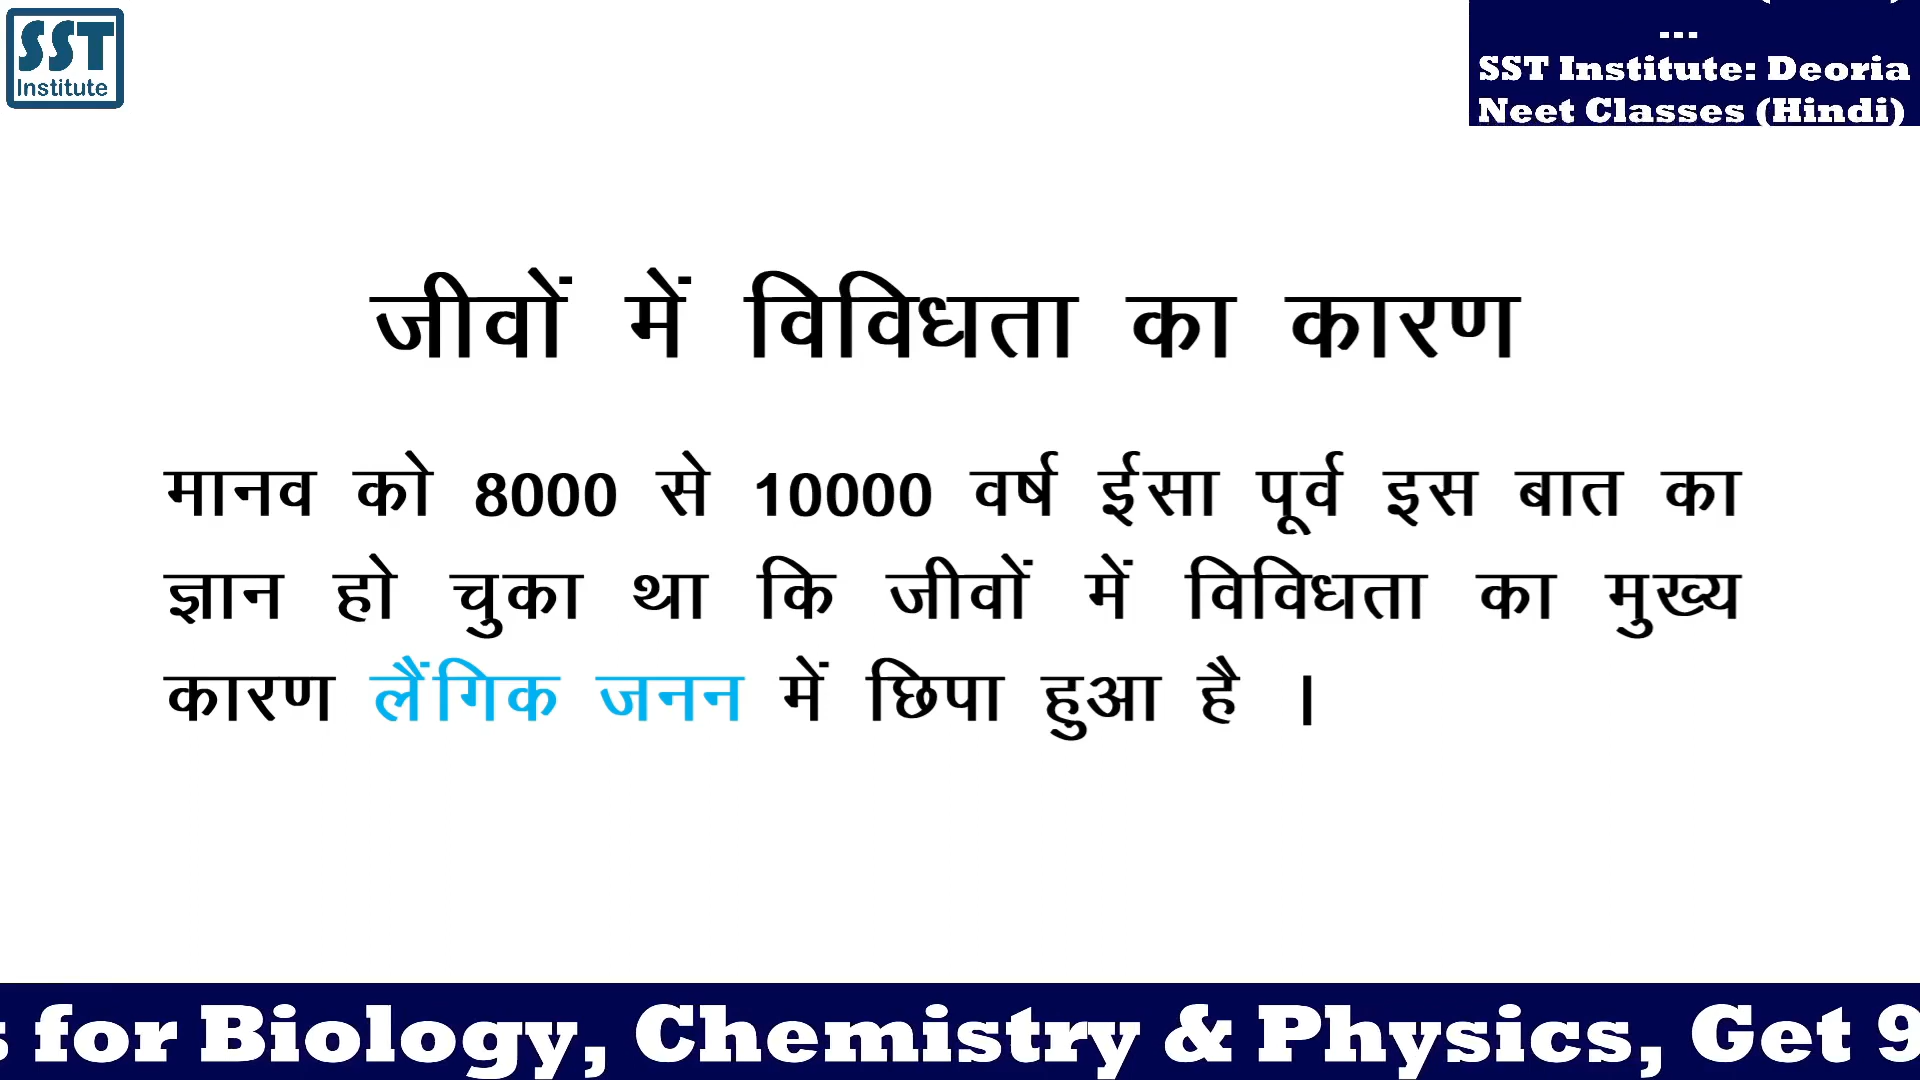 SST
Institute
...
SST Institute: Deoria
Neet Classes (Hindi)
जीवों में विविधता का कारण
मानव को 8000 से 10000 वर्ष ईसा पूर्व इस बात का
ज्ञान हो चुका था कि जीवों में विविधता का मुख्य
कारण लैंगिक जनन में छिपा हुआ है ।
for Biology, Chemistry & Physics, Get 9